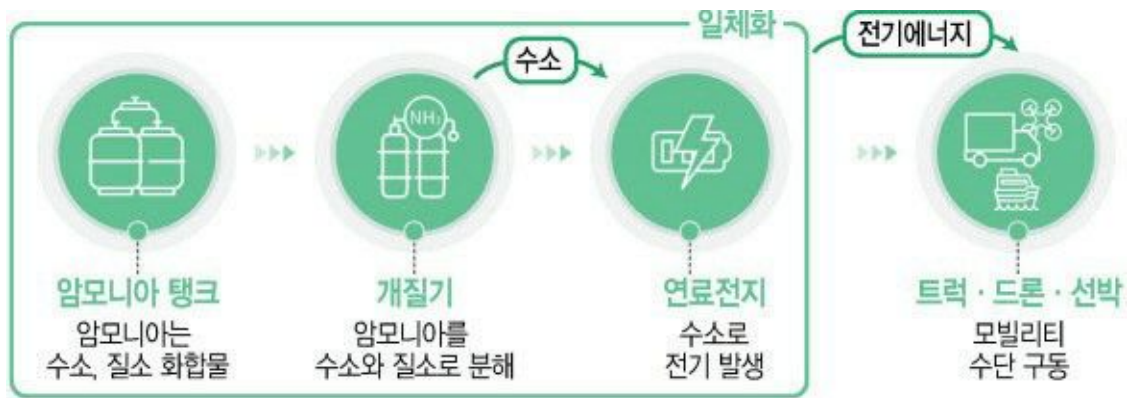 일체화
전기에너지
수소
NH₃
암모니아 탱크
암모니아는
수소, 질소 화합물
개질기
암모니아를
수소와 질소로 분해
연료전지
수소로
전기 발생
트럭 · 드론 · 선박
모빌리티
수단 구동